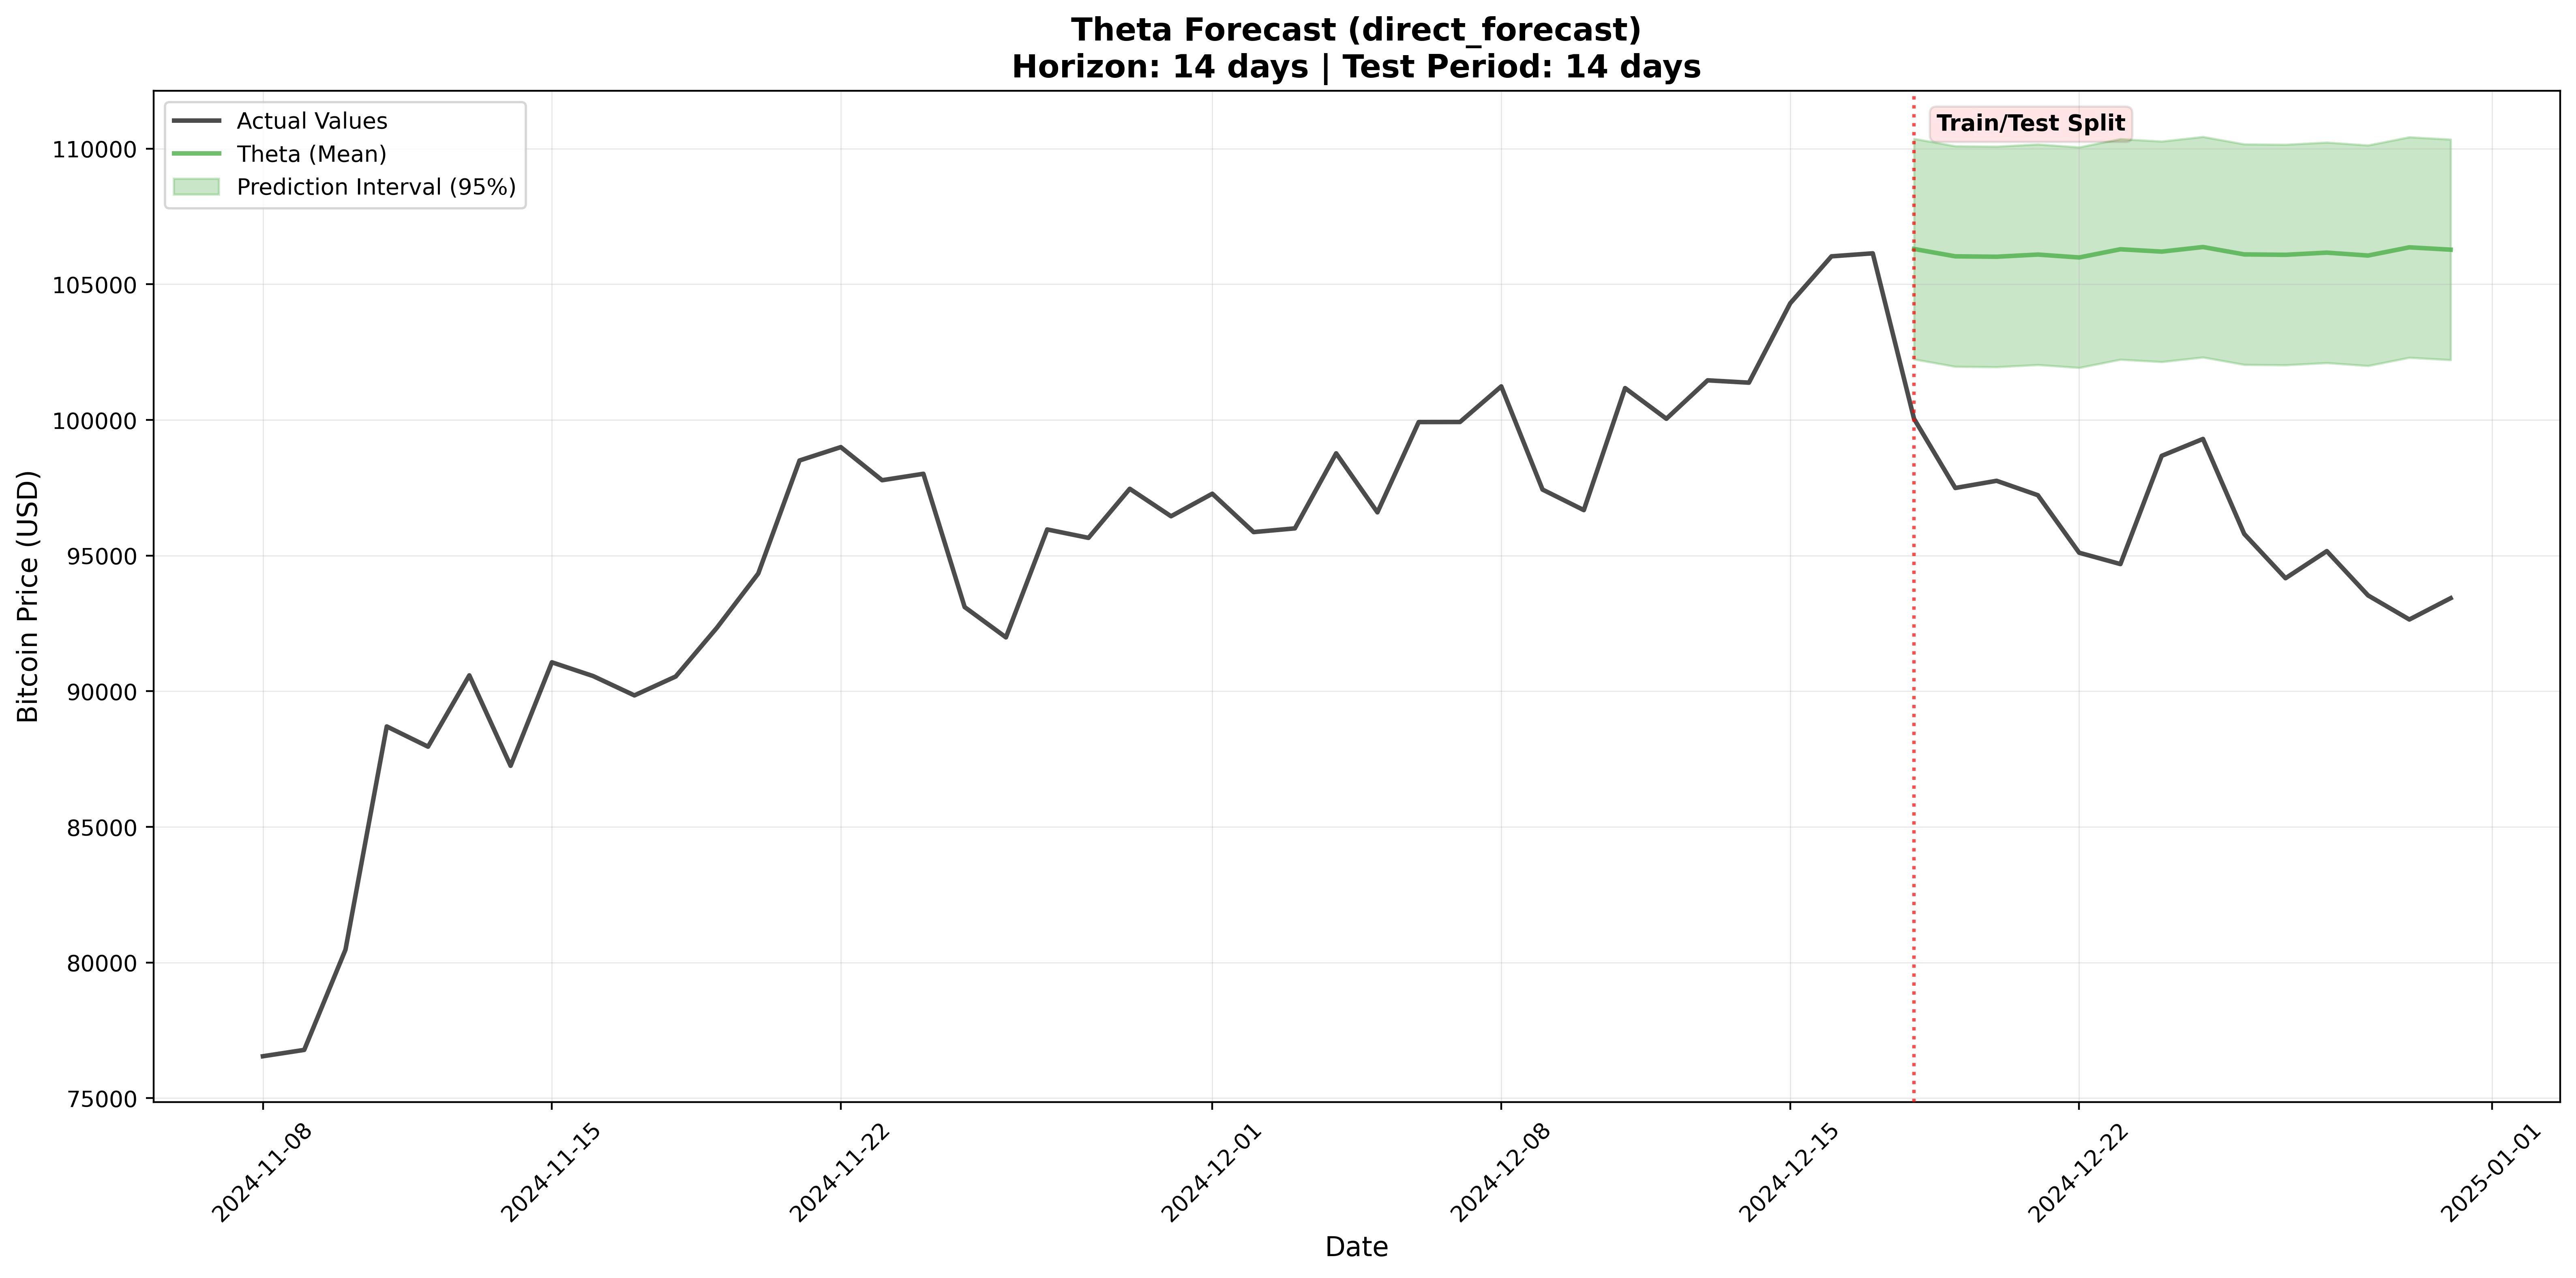 Theta Forecast (direct_forecast)
Horizon: 14 days | Test Period: 14 days
Actual Values
Theta (Mean)
Prediction Interval (95%)
Train/Test Split
Bitcoin Price (USD)
110000
105000
100000
95000
90000
85000
80000
75000
2024-11-08
2024-11-15
2024-11-22
2024-12-01
2024-12-08
2024-12-15
2024-12-22
2025-01-01
Date